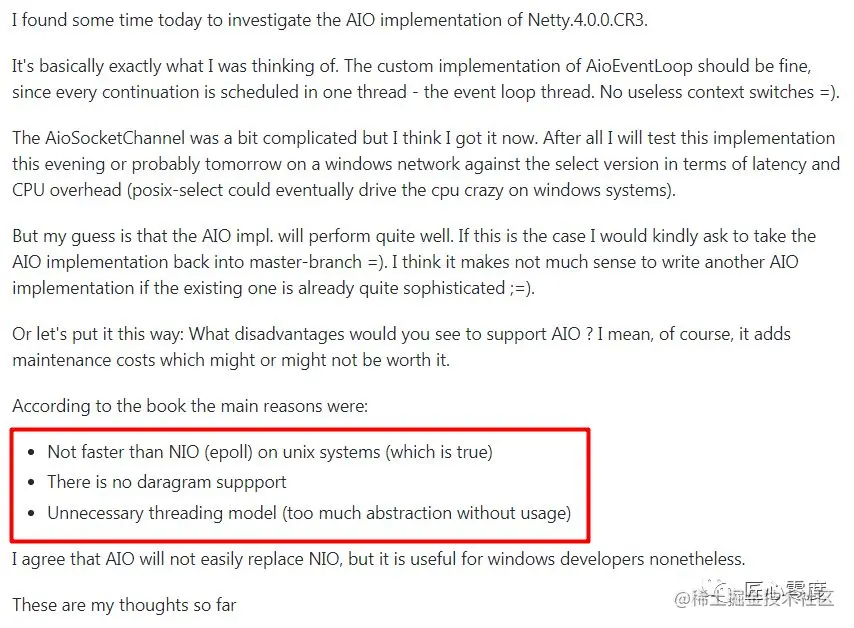 I found some time today to investigate the AIO implementation of Netty.4.0.0.CR3.
It's basically exactly what I was thinking of. The custom implementation of AioEventLoop should be fine,
since every continuation is scheduled in one thread - the event loop thread. No useless context switches =).
The AioSocketChannel was a bit complicated but I think I got it now. After all I will test this implementation
this evening or probably tomorrow on a windows network against the select version in terms of latency and
CPU overhead (posix-select could eventually drive the cpu crazy on windows systems).
But my guess is that the AIO impl. will perform quite well. If this is the case I would kindly ask to take the
AIO implementation back into master-branch =). I think it makes not much sense to write another AIO
implementation if the existing one is already quite sophisticated ;=).
Or let's put it this way: What disadvantages would you see to support AIO ? I mean, of course, it adds
maintenance costs which might or might not be worth it.
According to the book the main reasons were:
• Not faster than NIO (epoll) on unix systems (which is true)
• There is no daragram suppport
• Unnecessary threading model (too much abstraction without usage)
I agree that AIO will not easily replace NIO, but it is useful for windows developers nonetheless.
These are my thoughts so far
匠心零度
@稀土掘金技术社区